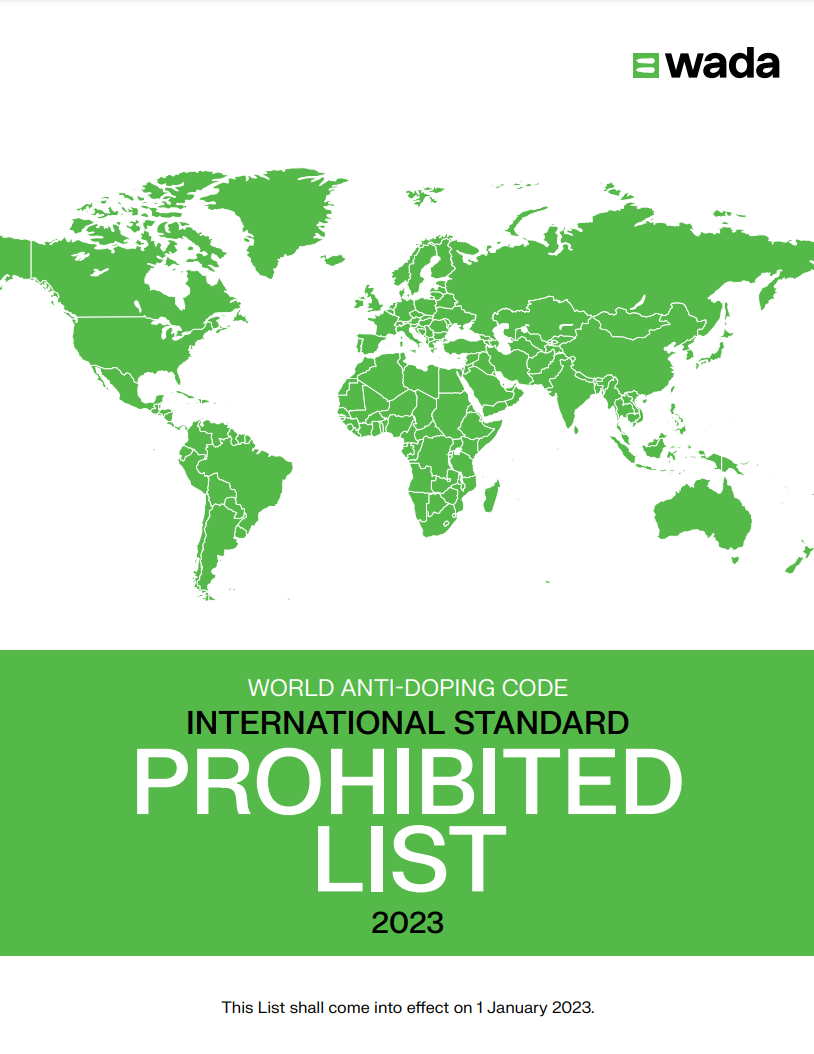 wada
WORLD ANTI-DOPING CODE
INTERNATIONAL STANDARD
PROHIBITED
LIST
2023
This List shall come into effect on 1 January 2023.